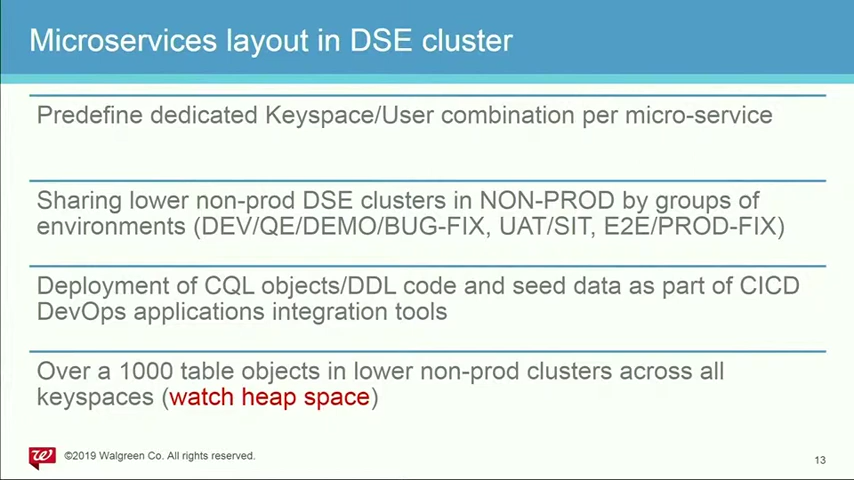 Microservices layout in DSE cluster
Predefine dedicated Keyspace/User combination per micro-service
Sharing lower non-prod DSE clusters in NON-PROD by groups of
environments (DEV/QE/DEMO/BUG-FIX, UAT/SIT, E2E/PROD-FIX)
Deployment of CQL objects/DDL code and seed data as part of CICD
DevOps applications integration tools
Over a 1000 table objects in lower non-prod clusters across all
keyspaces (watch heap space)
©2019 Walgreen Co. All rights reserved.
13